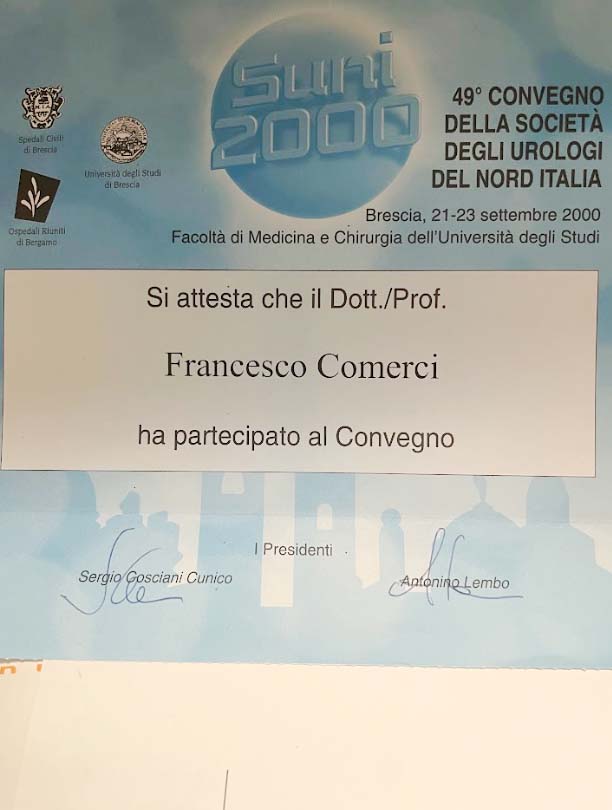 Suni
2000
49° CONVEGNO
DELLA SOCIETÀ
DEGLI UROLOGI
DEL NORD ITALIA
Spedali Civili
di Brescia
Università degli Studi
di Brescia
Ospedali Riuniti
di Bergamo
Brescia, 21-23 settembre 2000
Facoltà di Medicina e Chirurgia dell'Università degli Studi
Si attesta che il Dott./Prof.
Francesco Comerci
ha partecipato al Convegno
I Presidenti
Sergio Cosciani Cunico
Antonino Lembo